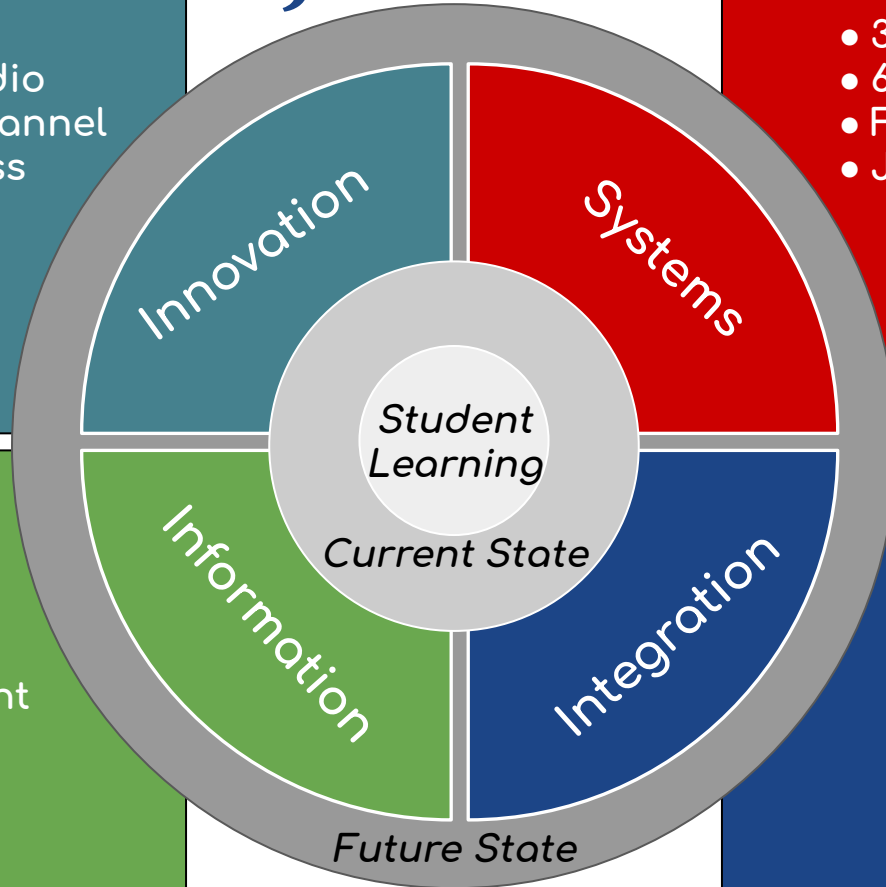 Innovation
Systems
Student
Learning
Current State
Information
Integration
Future State